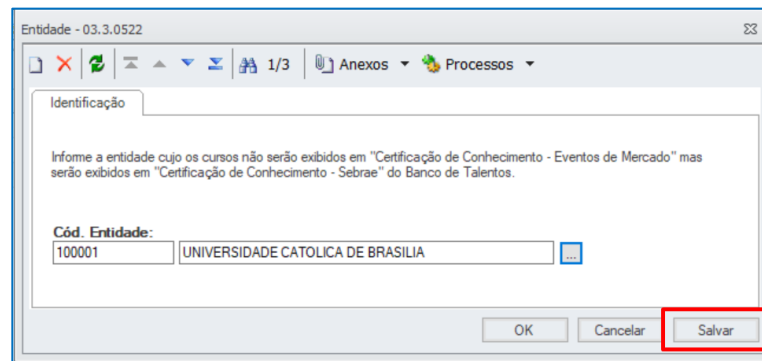 Entidade - 03.3.0522
1/3 Anexos Processos
Identificação
Informe a entidade cujo os cursos não serão exibidos em "Certificação de Conhecimento - Eventos de Mercado" mas
serão exibidos em "Certificação de Conhecimento - Sebrae" do Banco de Talentos.
Cód. Entidade:
100001 UNIVERSIDADE CATOLICA DE BRASILIA ...
OK Cancelar Salvar